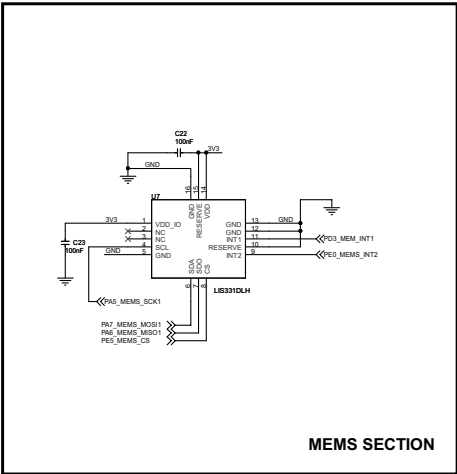 C22
100nF
3V3
GND
16
15
14
U7
GND
RESERVE
VDD
3V3
1
VDD_IO
GND
13
GND
2
NC
GND
12
3
NC
INT1
11
PD3_MEM_INT1
C23
100nF
4
SCL
RESERVE
10
GND
5
GND
INT2
9
PE0_MEMS_INT2
SDA
SDO
CS
6
7
8
LIS331DLH
PA5_MEMS_SCK1
PA7_MEMS_MOSI1
PA6_MEMS_MISO1
PE5_MEMS_CS
MEMS SECTION